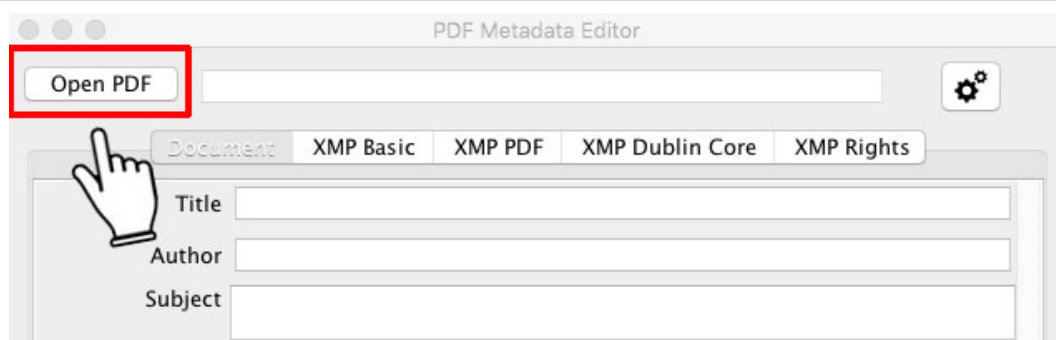 PDF Metadata Editor
Open PDF
Document XMP Basic XMP PDF XMP Dublin Core XMP Rights
Title
Author
Subject